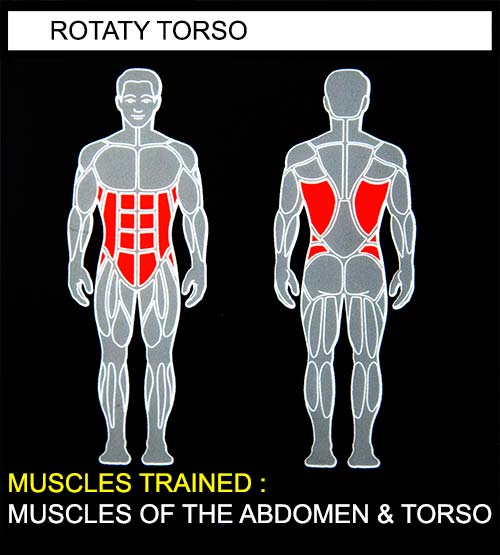 ROTATY TORSO
MUSCLES TRAINED :
MUSCLES OF THE ABDOMEN & TORSO